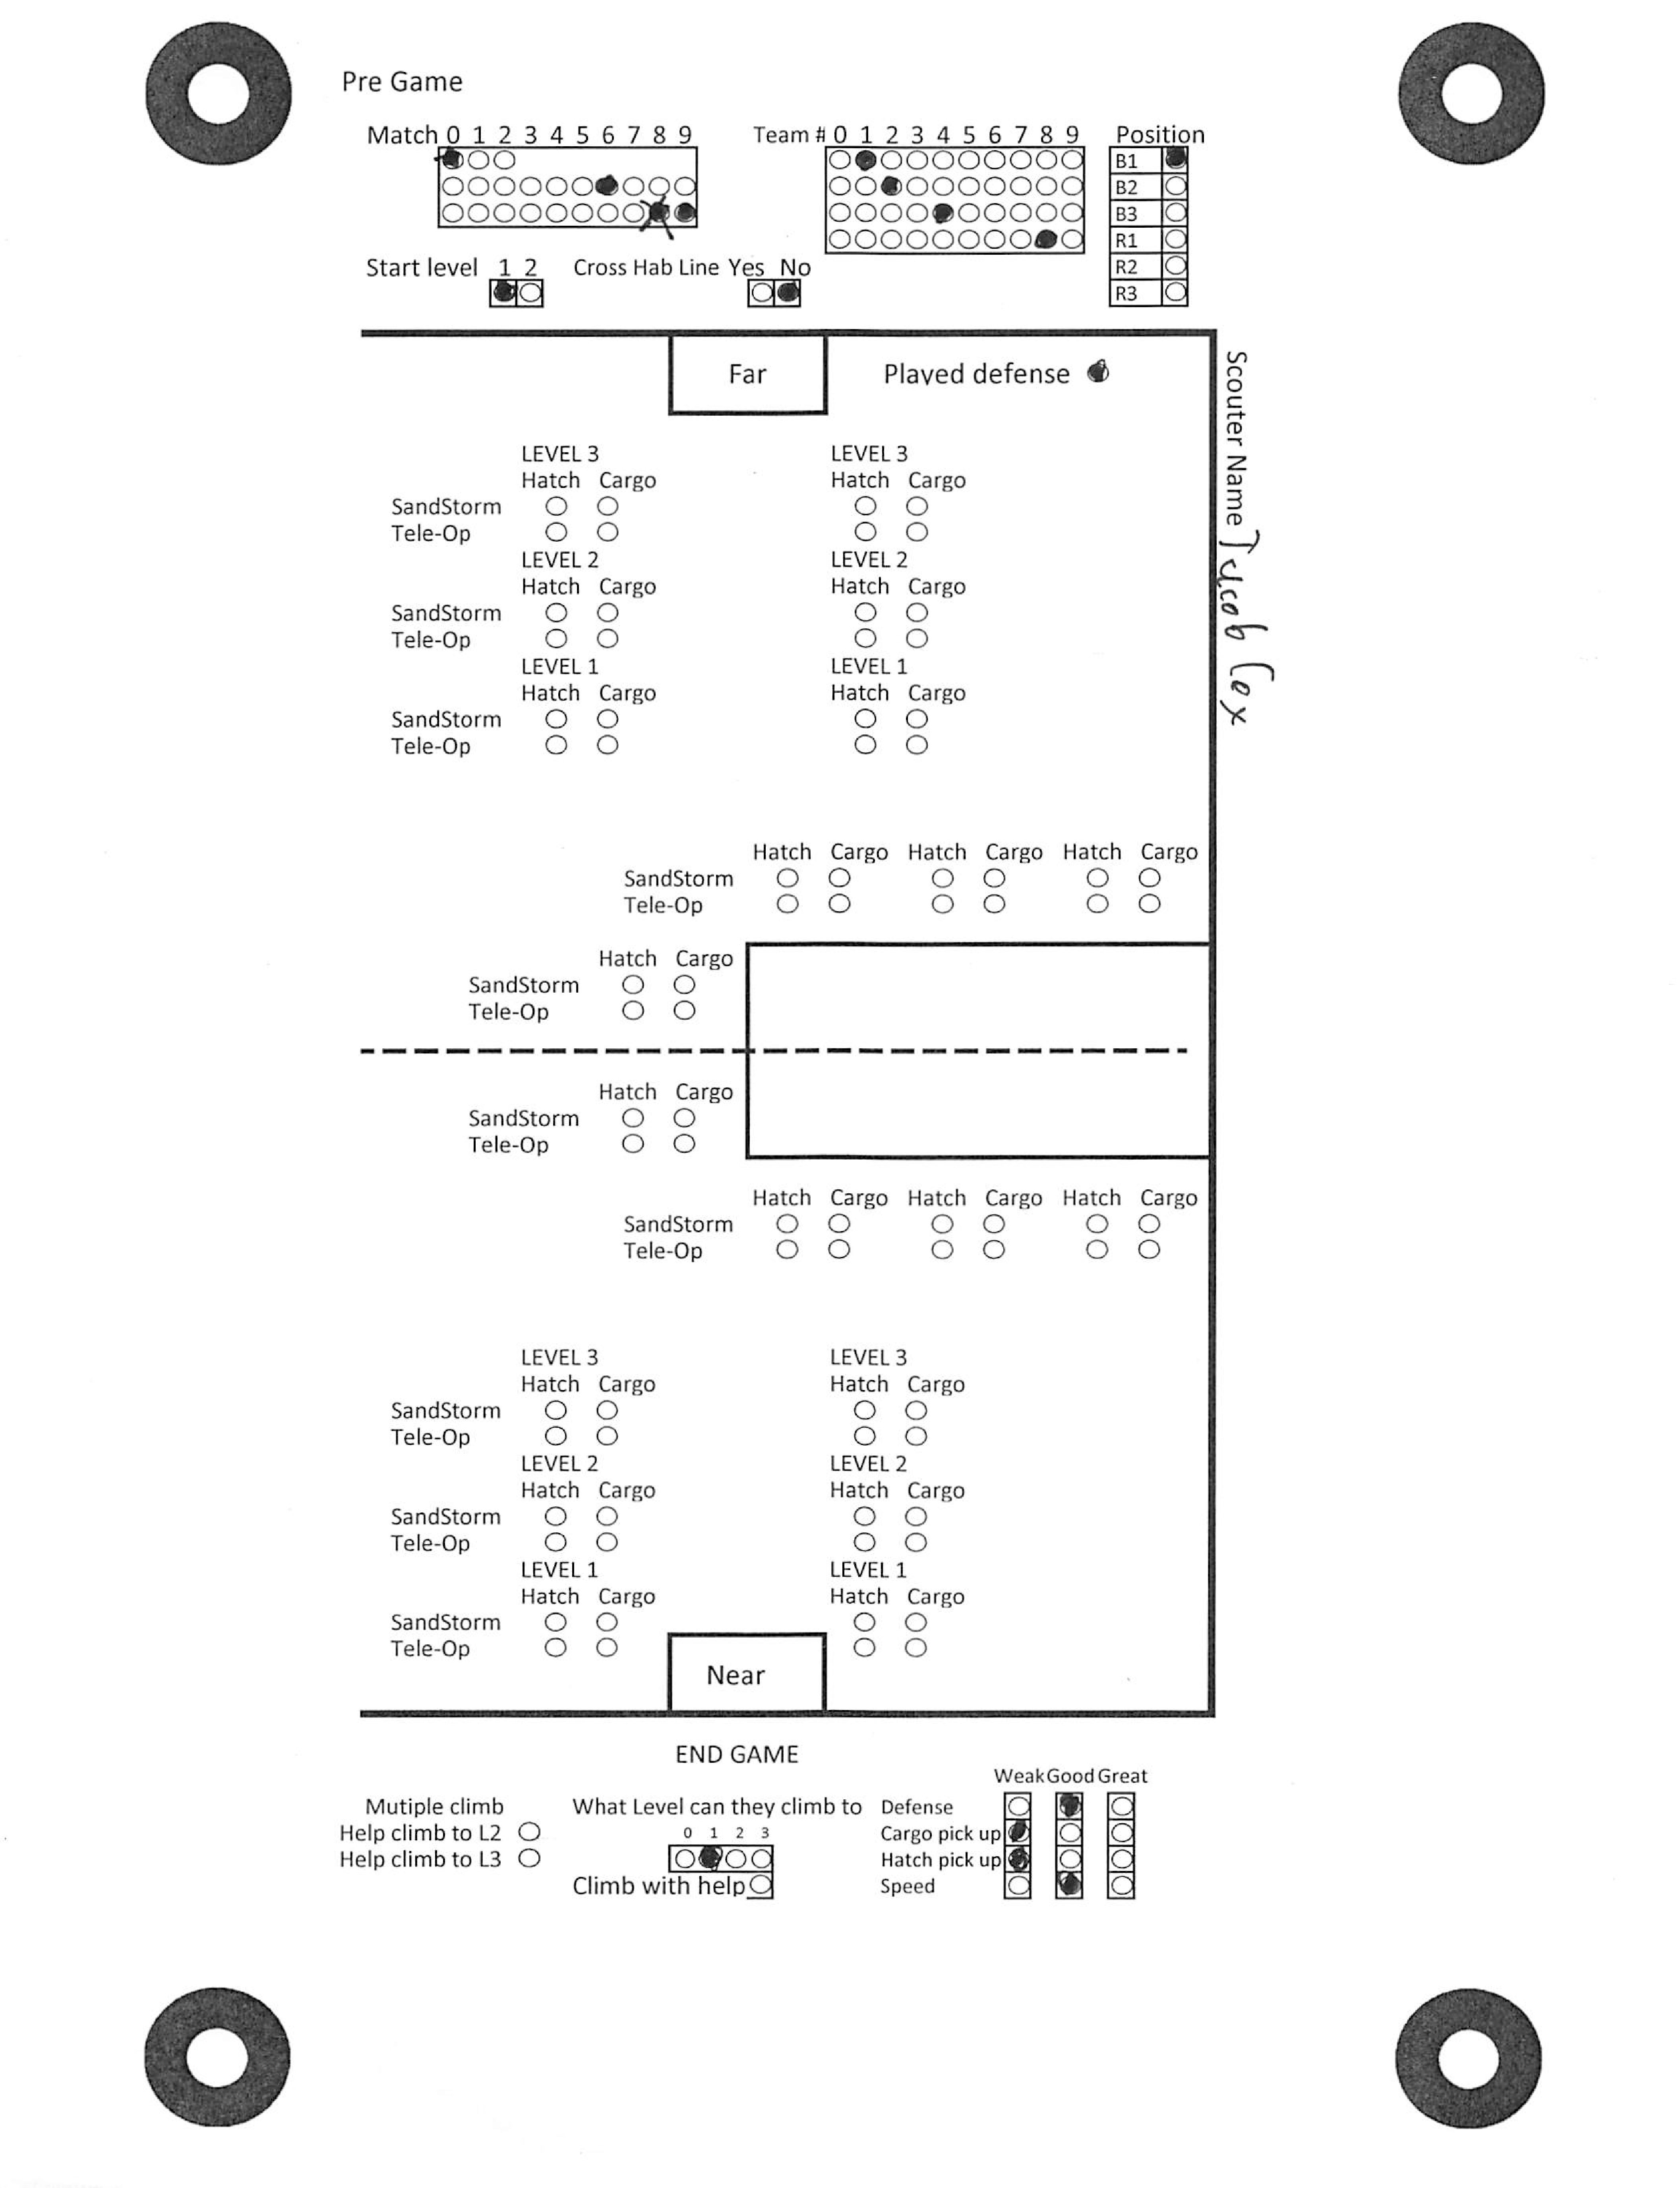 Pre Game
Match 0 1 2 3 4 5 6 7 8 9
Team # 0 1 2 3 4 5 6 7 8 9
Position
B1
B2
B3
R1
R2
R3
Start level 1 2 Cross Hab Line Yes No
Far
Played defense
Scouter Name Jacob Cox
LEVEL 3 LEVEL 3
Hatch Cargo Hatch Cargo
SandStorm
Tele-Op
LEVEL 2 LEVEL 2
Hatch Cargo Hatch Cargo
SandStorm
Tele-Op
LEVEL 1 LEVEL 1
Hatch Cargo Hatch Cargo
SandStorm
Tele-Op
Hatch Cargo Hatch Cargo Hatch Cargo
SandStorm
Tele-Op
Hatch Cargo
SandStorm
Tele-Op
Hatch Cargo
SandStorm
Tele-Op
Hatch Cargo Hatch Cargo Hatch Cargo
SandStorm
Tele-Op
LEVEL 3 LEVEL 3
Hatch Cargo Hatch Cargo
SandStorm
Tele-Op
LEVEL 2 LEVEL 2
Hatch Cargo Hatch Cargo
SandStorm
Tele-Op
LEVEL 1 LEVEL 1
Hatch Cargo Hatch Cargo
SandStorm
Tele-Op
Near
END GAME
Mutiple climb
Help climb to L2
Help climb to L3
What Level can they climb to
0 1 2 3
Climb with help
Weak Good Great
Defense
Cargo pick up
Hatch pick up
Speed